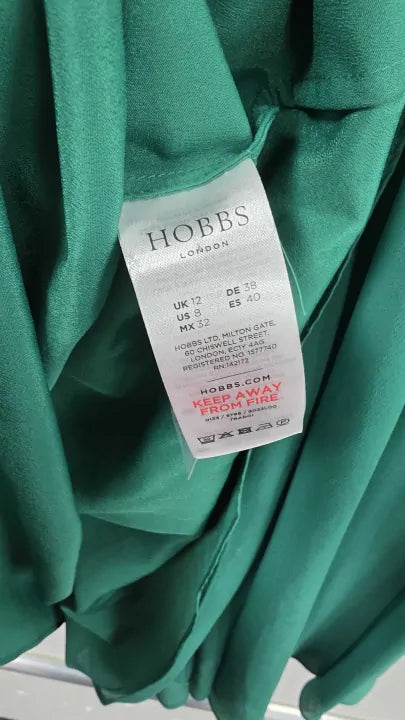 HOBBS
LONDON
UK 12 DE 38
US 8 ES 40
MX 32
HOBBS LTD, MILTON GATE,
60 CHISWELL STREET,
LONDON, EC1Y 4AG
REGISTERED NO. 1577740
RN:142172
HOBBS.COM
KEEP AWAY
FROM FIRE